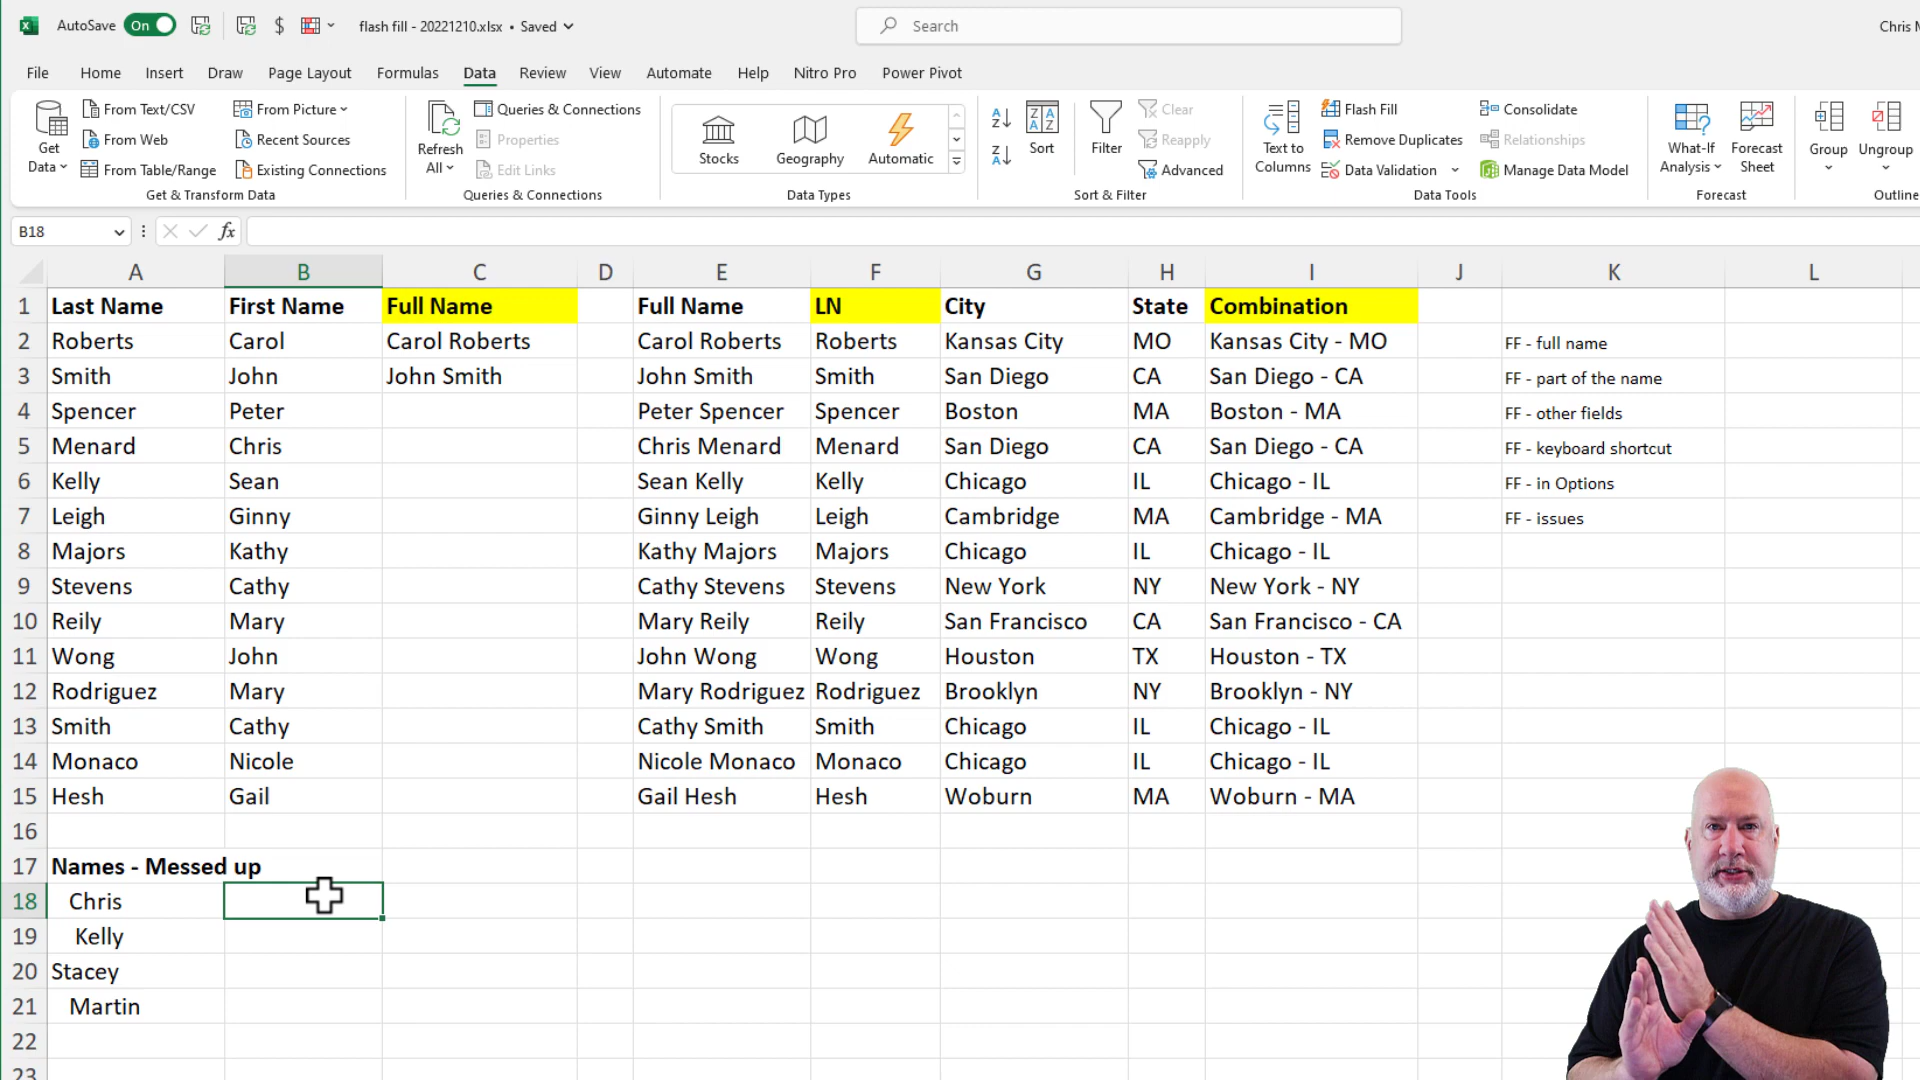 AutoSave On $ flash fill - 20221210.xlsx • Saved Search Chris M
File Home Insert Draw Page Layout Formulas Data Review View Automate Help Nitro Pro Power Pivot
Get Data From Text/CSV From Web From Table/Range From Picture Recent Sources Existing Connections
Get & Transform Data
Refresh All Queries & Connections Properties Edit Links
Queries & Connections
Stocks Geography Automatic
Data Types
Sort Filter Clear Reapply Advanced
Sort & Filter
Text to Columns Flash Fill Remove Duplicates Data Validation Consolidate Relationships Manage Data Model
Data Tools
What-If Analysis Forecast Sheet
Forecast
Group Ungroup
Outline
B18 fx
A B C D E F G H I J K L
1 Last Name First Name Full Name Full Name LN City State Combination
2 Roberts Carol Carol Roberts Carol Roberts Roberts Kansas City MO Kansas City - MO FF - full name
3 Smith John John Smith John Smith Smith San Diego CA San Diego - CA FF - part of the name
4 Spencer Peter Peter Spencer Spencer Boston MA Boston - MA FF - other fields
5 Menard Chris Chris Menard Menard San Diego CA San Diego - CA FF - keyboard shortcut
6 Kelly Sean Sean Kelly Kelly Chicago IL Chicago - IL FF - in Options
7 Leigh Ginny Ginny Leigh Leigh Cambridge MA Cambridge - MA FF - issues
8 Majors Kathy Kathy Majors Majors Chicago IL Chicago - IL
9 Stevens Cathy Cathy Stevens Stevens New York NY New York - NY
10 Reily Mary Mary Reily Reily San Francisco CA San Francisco - CA
11 Wong John John Wong Wong Houston TX Houston - TX
12 Rodriguez Mary Mary Rodriguez Rodriguez Brooklyn NY Brooklyn - NY
13 Smith Cathy Cathy Smith Smith Chicago IL Chicago - IL
14 Monaco Nicole Nicole Monaco Monaco Chicago IL Chicago - IL
15 Hesh Gail Gail Hesh Hesh Woburn MA Woburn - MA
16
17 Names - Messed up
18 Chris
19 Kelly
20 Stacey
21 Martin
22
23